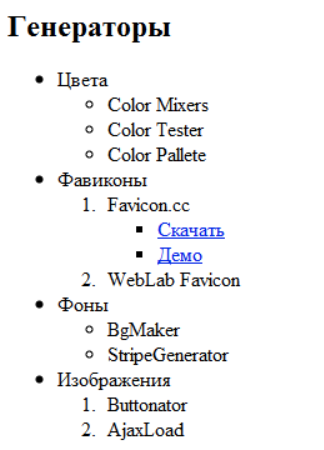 Генераторы
• Цвета
◦ Color Mixers
◦ Color Tester
◦ Color Pallete
• Фавиконы
1. Favicon.cc
▪ Скачать
▪ Демо
2. WebLab Favicon
• Фоны
◦ BgMaker
◦ StripeGenerator
• Изображения
1. Buttonator
2. AjaxLoad